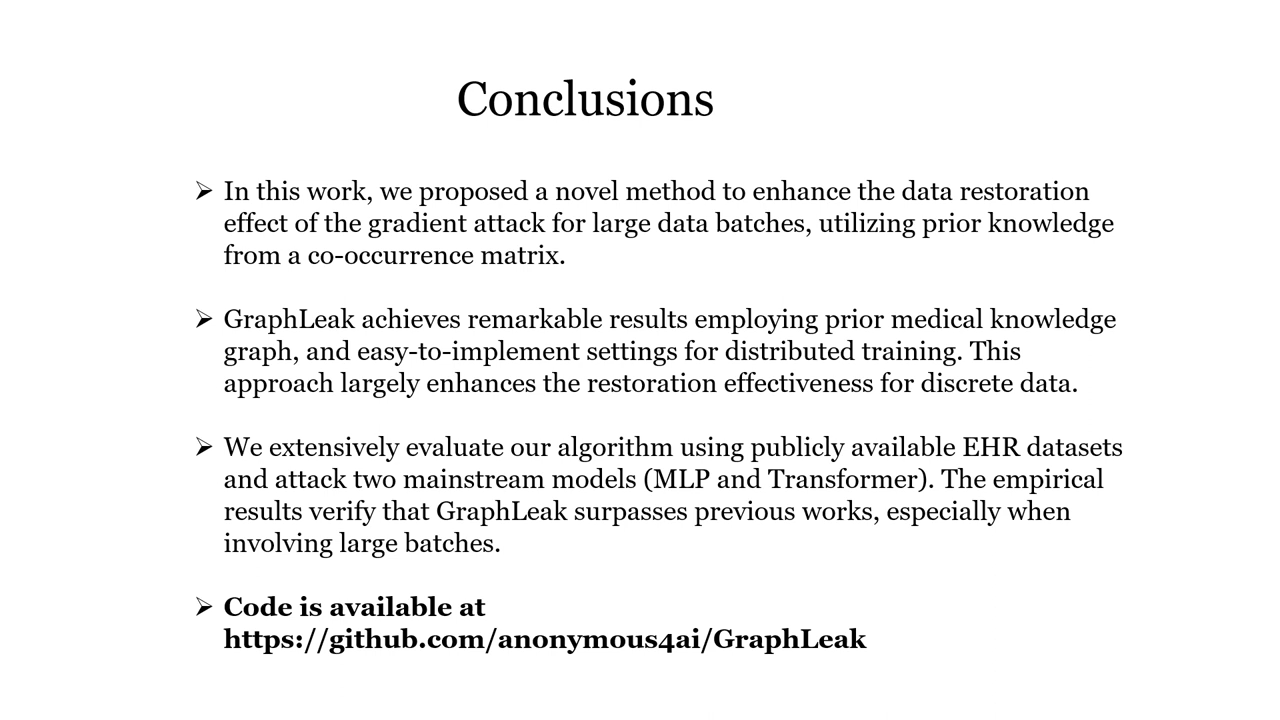 Conclusions
➢ In this work, we proposed a novel method to enhance the data restoration
effect of the gradient attack for large data batches, utilizing prior knowledge
from a co-occurrence matrix.
➢ GraphLeak achieves remarkable results employing prior medical knowledge
graph, and easy-to-implement settings for distributed training. This
approach largely enhances the restoration effectiveness for discrete data.
➢ We extensively evaluate our algorithm using publicly available EHR datasets
and attack two mainstream models (MLP and Transformer). The empirical
results verify that GraphLeak surpasses previous works, especially when
involving large batches.
➢ Code is available at
https://github.com/anonymous4ai/GraphLeak